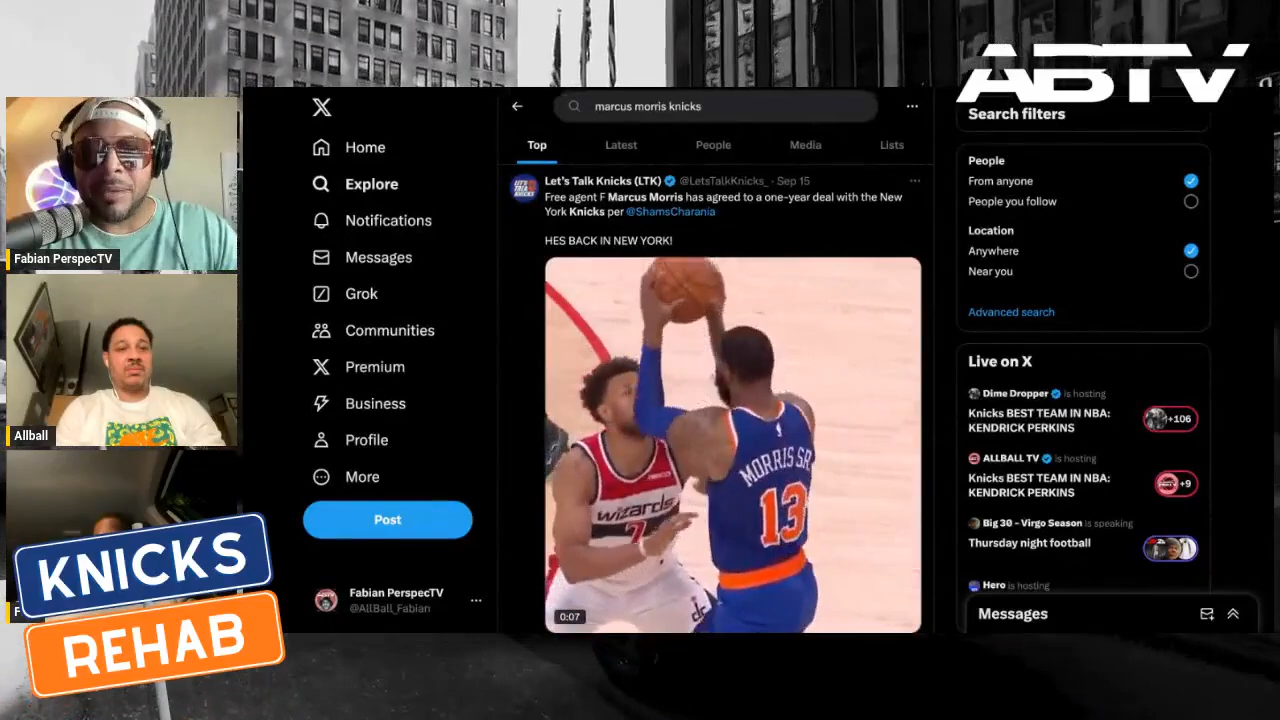 ABTV
Fabian PerspecTV
Allball
F
KNICKS
REHAB
Home
Explore
Notifications
Messages
Grok
Communities
Premium
Business
Profile
More
Post
Fabian PerspecTV
@AllBall_Fabian
marcus morris knicks
Top
Latest
People
Media
Lists
LET'S TALK KNICKS
Let's Talk Knicks (LTK) @LetsTalkKnicks_ · Sep 15
Free agent F Marcus Morris has agreed to a one-year deal with the New
York Knicks per @ShamsCharania
HES BACK IN NEW YORK!
MORRIS SR.
13
wizards
7
dc
0:07
Search filters
People
From anyone
People you follow
Location
Anywhere
Near you
Advanced search
Live on X
Dime Dropper is hosting
Knicks BEST TEAM IN NBA:
KENDRICK PERKINS
+106
ALLBALL TV is hosting
Knicks BEST TEAM IN NBA:
KENDRICK PERKINS
+9
Big 30 - Virgo Season is speaking
Thursday night football
Hero is hosting
Messages